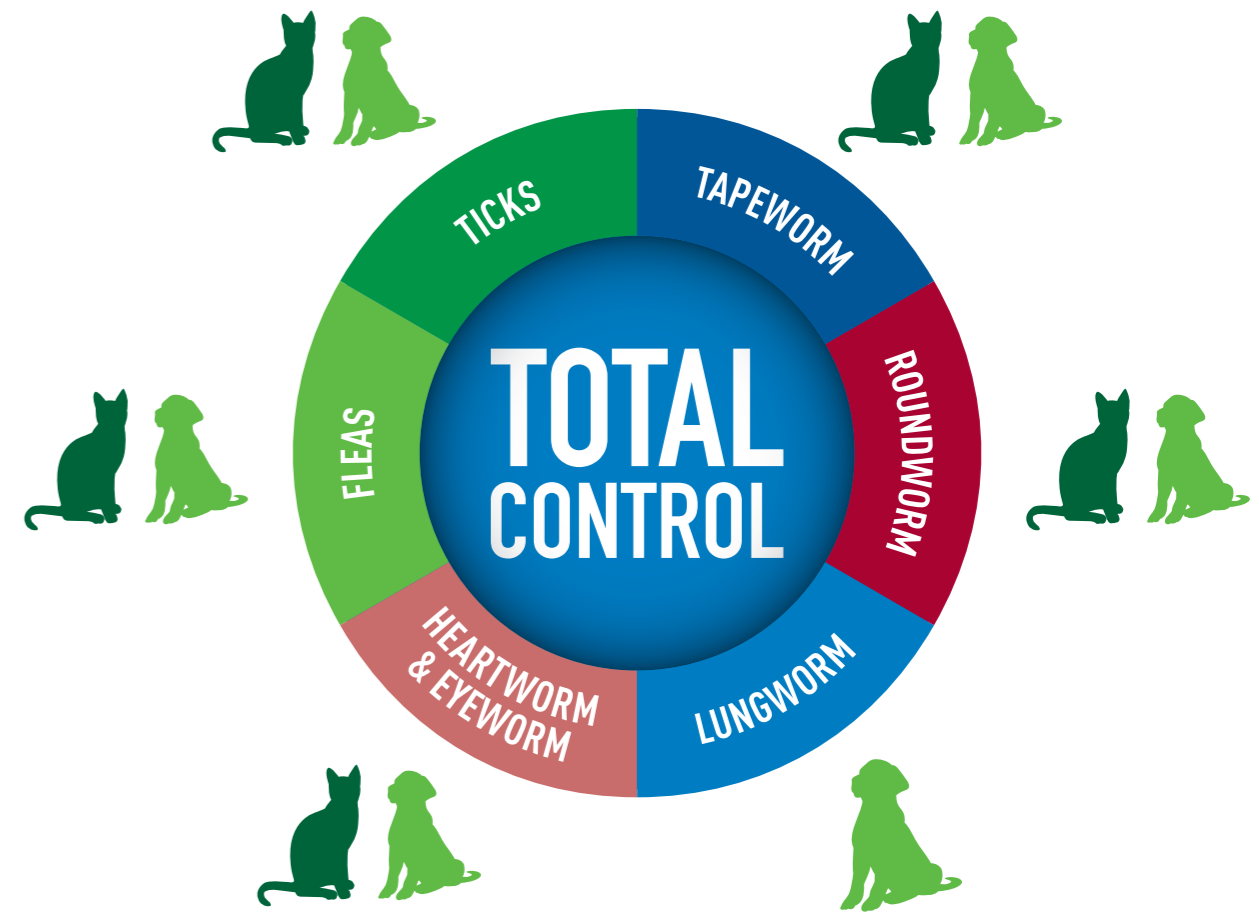 TICKS
TAPEWORM
ROUNDWORM
LUNGWORM
HEARTWORM
& EYEWORM
FLEAS
TOTAL
CONTROL